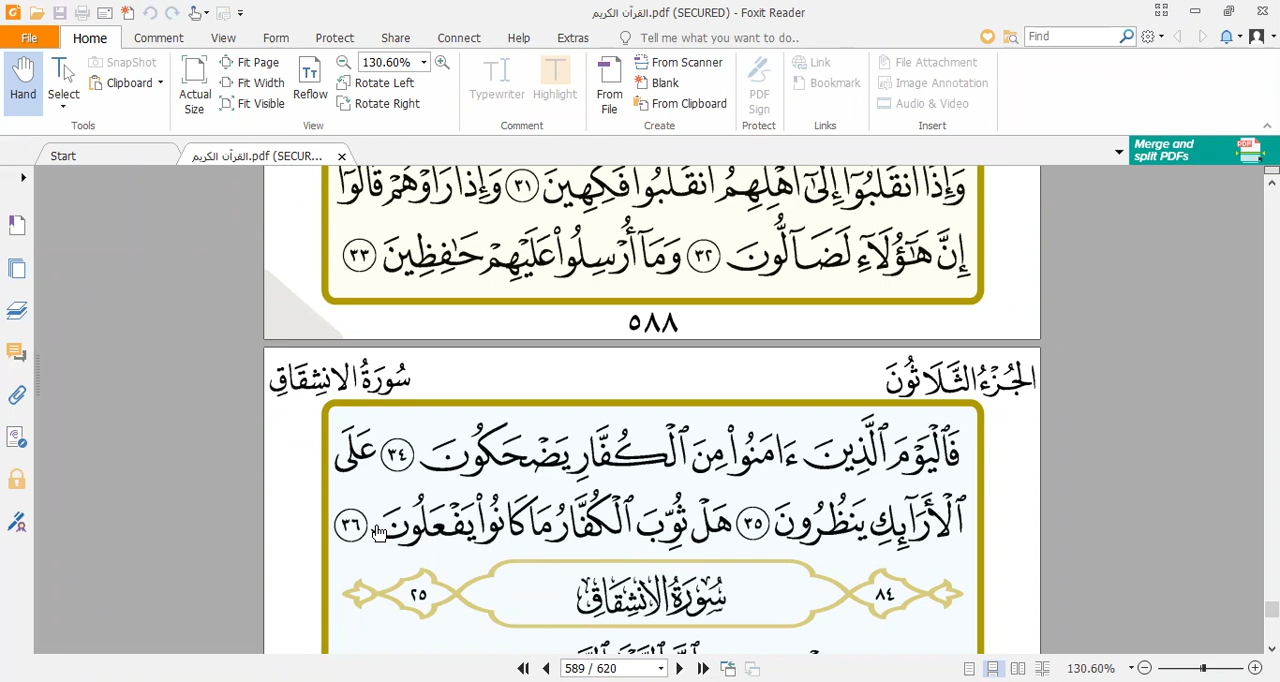 القرآن الكريم.pdf (SECURED) - Foxit Reader
File Home Comment View Form Protect Share Connect Help Extras Tell me what you want to do.. Find
Hand
Select
SnapShot
Clipboard
Tools
Actual Size
Fit Page
Fit Width
Fit Visible
Reflow
130.60%
Rotate Left
Rotate Right
View
Typewriter
Highlight
Comment
From File
From Scanner
Blank
From Clipboard
Create
PDF Sign
Protect
Link
Bookmark
Links
File Attachment
Image Annotation
Audio & Video
Insert
Start
القرآن الكريم.pdf (SECUR...
Merge and split PDFs
وَإِذَا ٱنقَلَبُوٓاْ إِلَىٰٓ أَهْلِهِمُ ٱنقَلَبُواْ فَكِهِينَ ٣١ وَإِذَا رَأَوْهُمْ قَالُوٓاْ
إِنَّ هَٰٓؤُلَآءِ لَضَآلُّونَ ٣٢ وَمَآ أُرْسِلُواْ عَلَيْهِمْ حَٰفِظِينَ ٣٣
٥٨٨
الجُزْءُ الثَّلَاثُونَ
سُورَةُ الانشِقَاقِ
فَٱلْيَوْمَ ٱلَّذِينَ ءَامَنُواْ مِنَ ٱلْكُفَّارِ يَضْحَكُونَ ٣٤ عَلَى
ٱلْأَرَآئِكِ يَنظُرُونَ ٣٥ هَلْ ثُوِّبَ ٱلْكُفَّارُ مَا كَانُواْ يَفْعَلُونَ ٣٦
٨٤ سُورَةُ الانشِقَاقِ ٢٥
589 / 620
130.60%